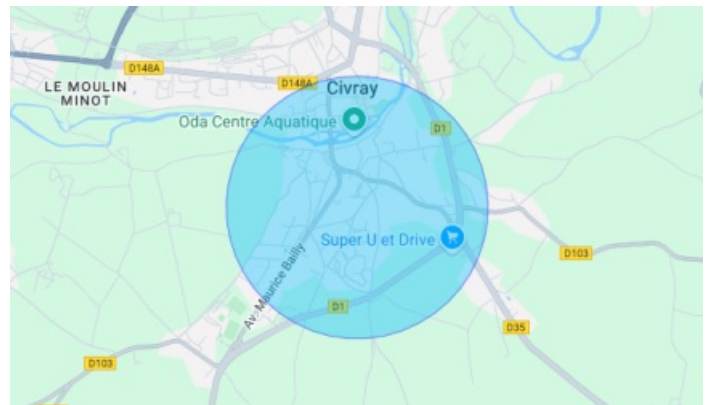 D148A
LE MOULIN
MINOT
D148A
Civray
Oda Centre Aquatique
D1
Super U et Drive
D103
Av. Maurice Bailly
D1
D35
D103